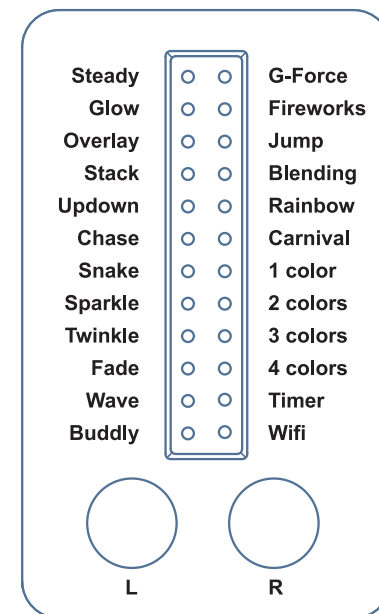 Steady G-Force
Glow Fireworks
Overlay Jump
Stack Blending
Updown Rainbow
Chase Carnival
Snake 1 color
Sparkle 2 colors
Twinkle 3 colors
Fade 4 colors
Wave Timer
Buddly Wifi
L R